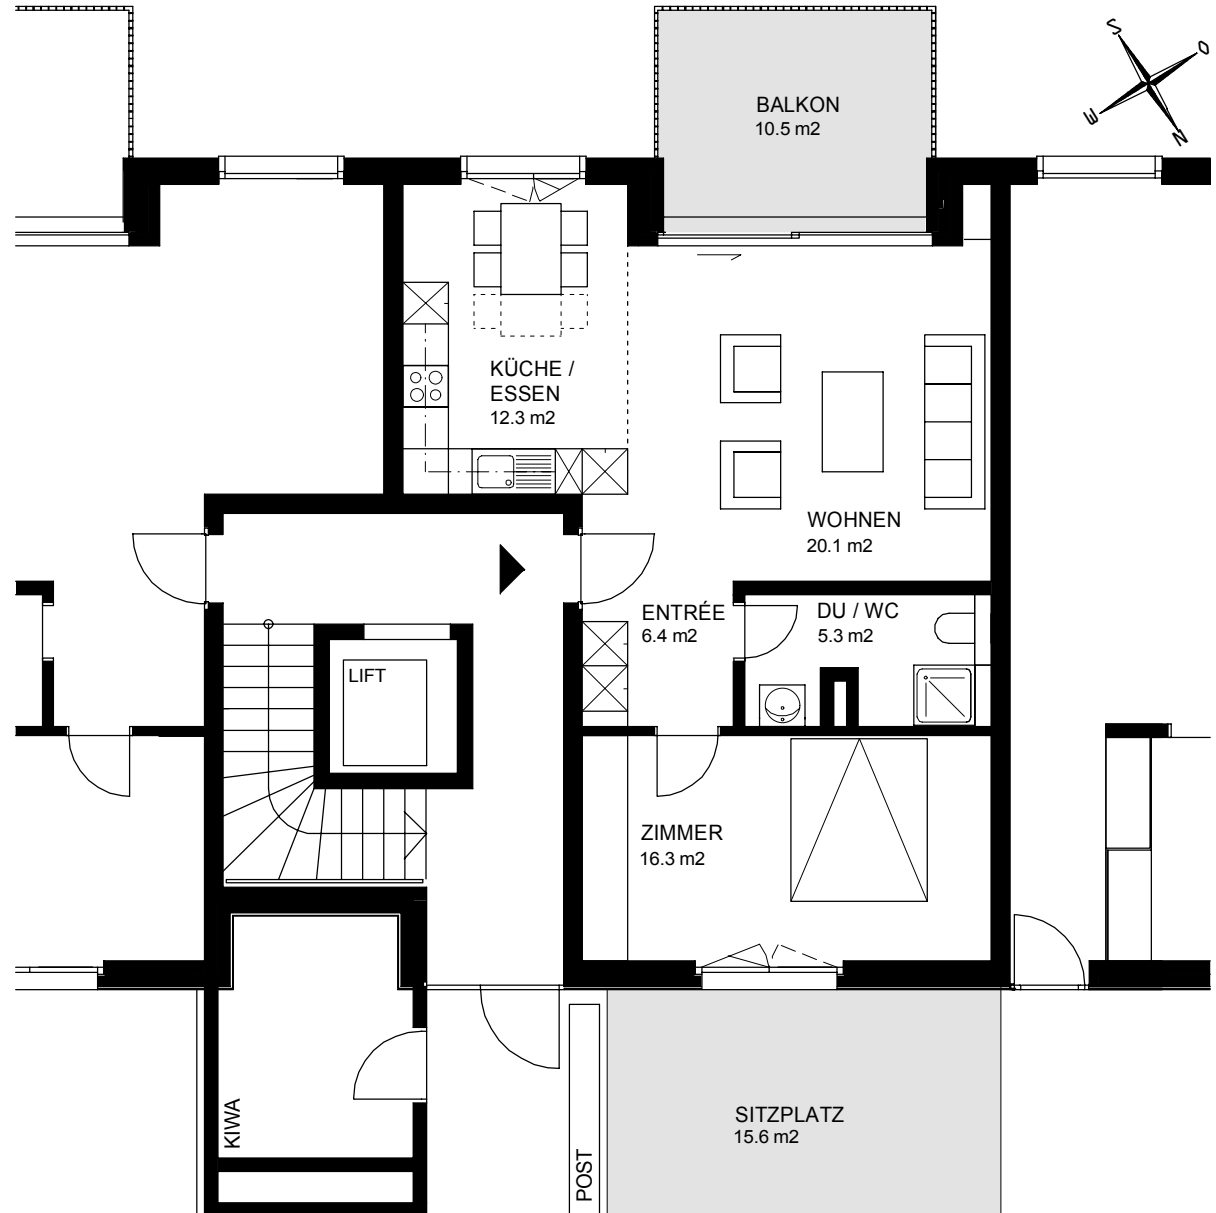 S
O
W
N
BALKON
10.5 m2
KÜCHE /
ESSEN
12.3 m2
WOHNEN
20.1 m2
ENTRÉE
6.4 m2
DU / WC
5.3 m2
LIFT
ZIMMER
16.3 m2
KIWA
POST
SITZPLATZ
15.6 m2